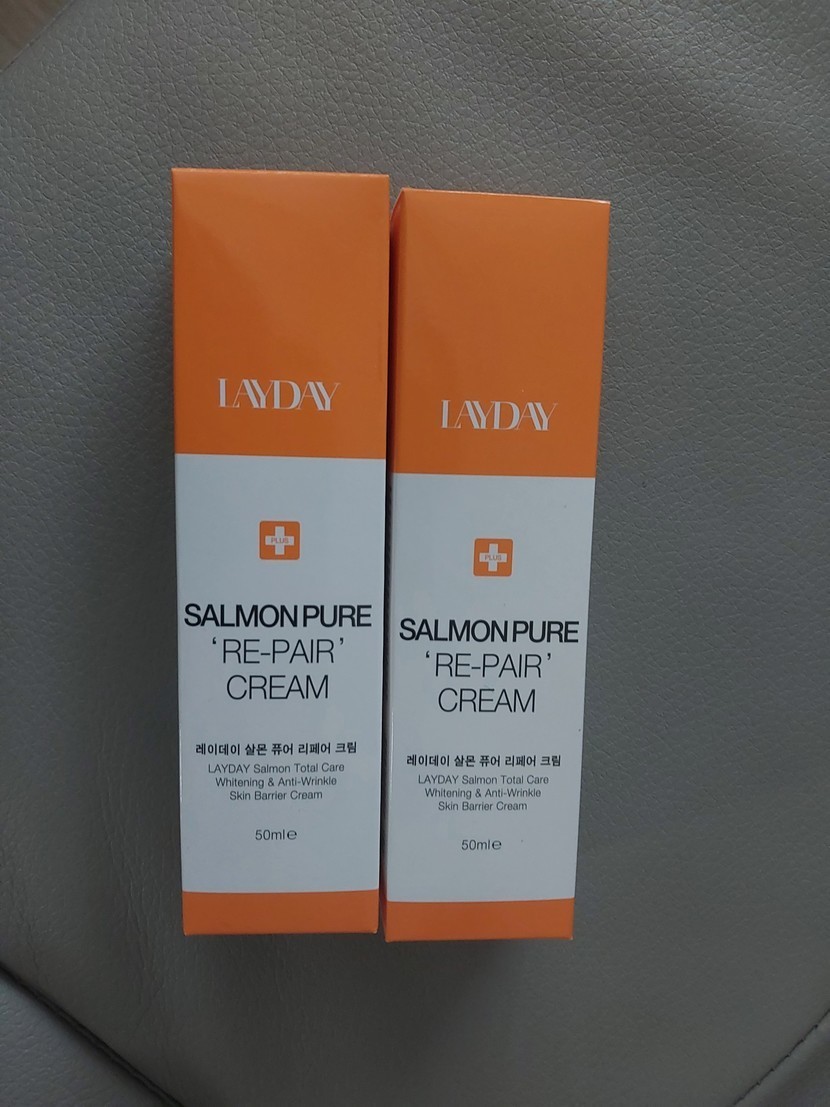 LAYDAY
PLUS
SALMON PURE
‘RE-PAIR’
CREAM
레이데이 살몬 퓨어 리페어 크림
LAYDAY Salmon Total Care
Whitening & Anti-Wrinkle
Skin Barrier Cream
50ml℮
LAYDAY
PLUS
SALMON PURE
‘RE-PAIR’
CREAM
레이데이 살몬 퓨어 리페어 크림
LAYDAY Salmon Total Care
Whitening & Anti-Wrinkle
Skin Barrier Cream
50ml℮